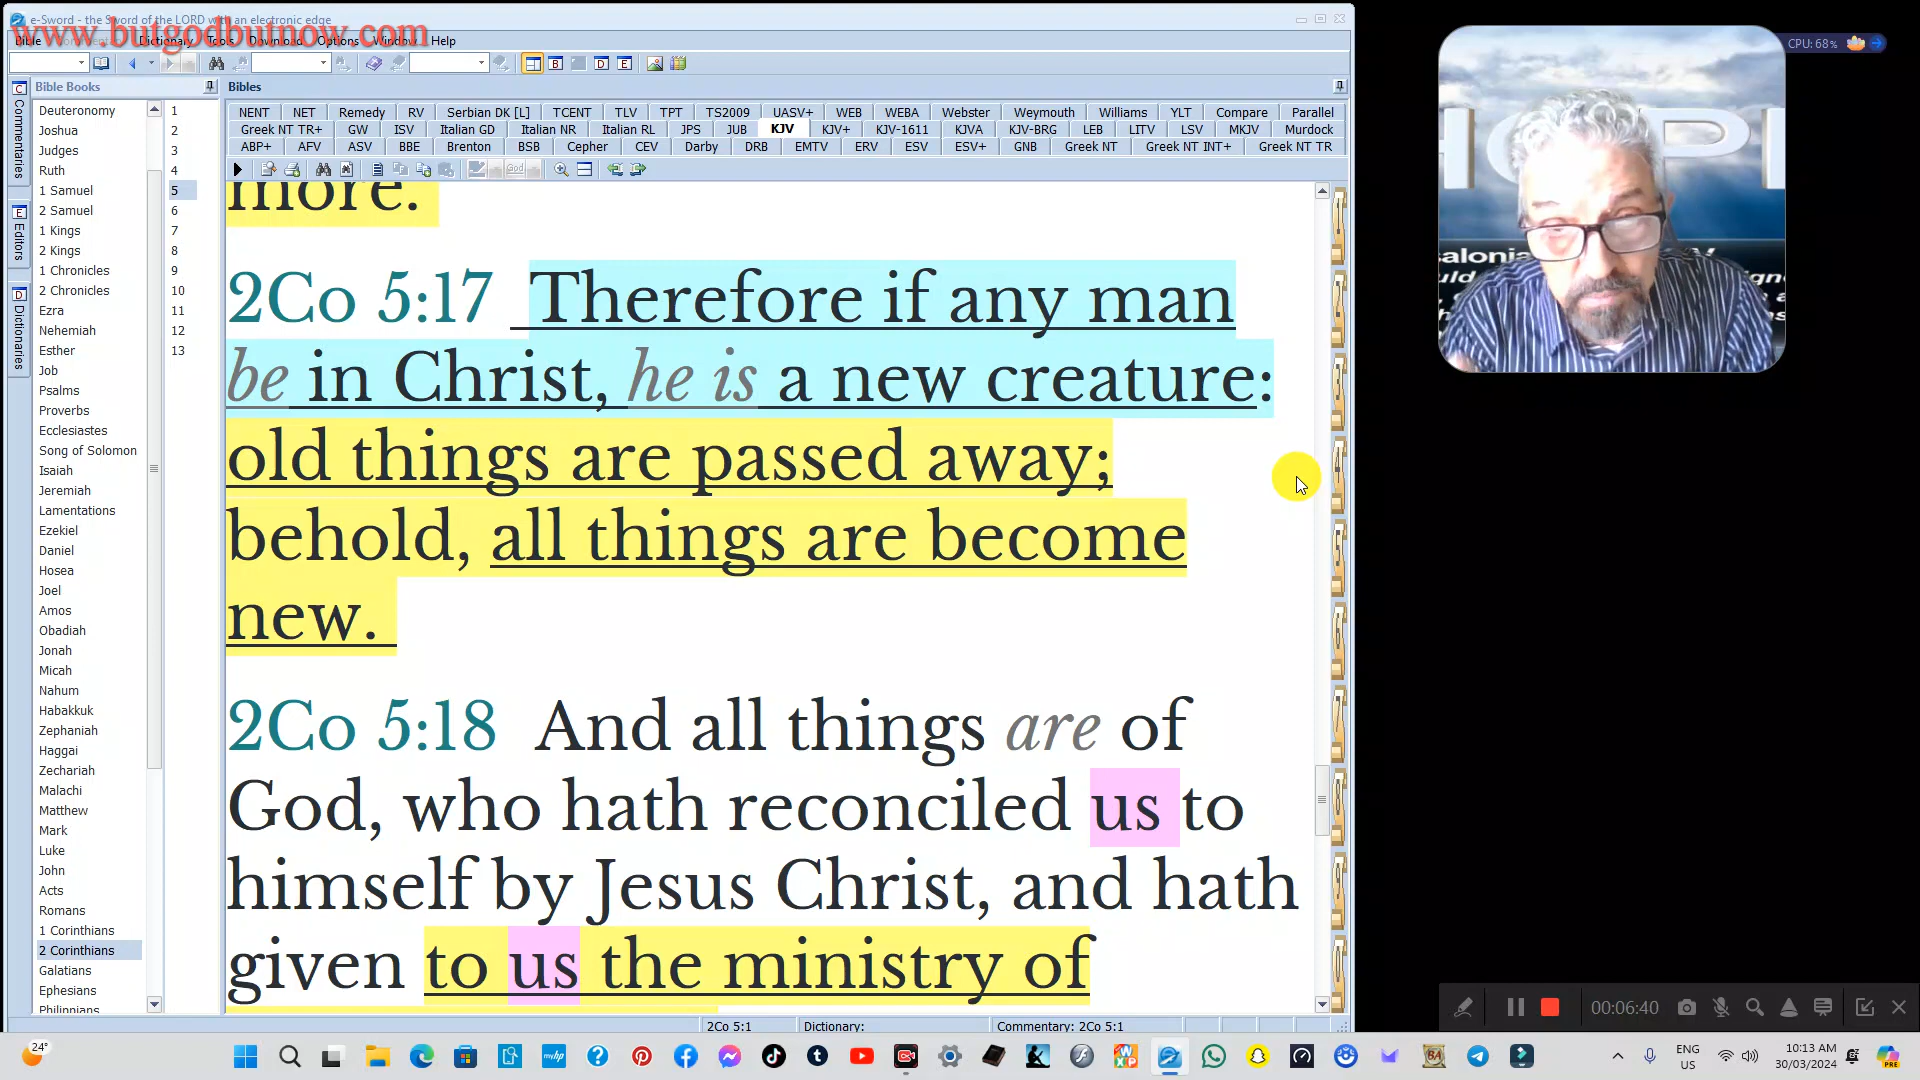 e-Sword - the Sword of the LORD with an electronic edge
www.butgodbutnow.com
Bible Dictionary Tools Download Options Window Help
Bible Books
Bibles
Commentaries
Editors
Dictionaries
Deuteronomy
Joshua
Judges
Ruth
1 Samuel
2 Samuel
1 Kings
2 Kings
1 Chronicles
2 Chronicles
Ezra
Nehemiah
Esther
Job
Psalms
Proverbs
Ecclesiastes
Song of Solomon
Isaiah
Jeremiah
Lamentations
Ezekiel
Daniel
Hosea
Joel
Amos
Obadiah
Jonah
Micah
Nahum
Habakkuk
Zephaniah
Haggai
Zechariah
Malachi
Matthew
Mark
Luke
John
Acts
Romans
1 Corinthians
2 Corinthians
Galatians
Ephesians
Philippians
1
2
3
4
5
6
7
8
9
10
11
12
13
NENT NET Remedy RV Serbian DK [L] TCENT TLV TPT TS2009 UASV+ WEB WEBA Webster Weymouth Williams YLT Compare Parallel
Greek NT TR+ GW ISV Italian GD Italian NR Italian RL JPS JUB KJV KJV+ KJV-1611 KJVA KJV-BRG LEB LITV LSV MKJV Murdock
ABP+ AFV ASV BBE Brenton BSB Cepher CEV Darby DRB EMTV ERV ESV ESV+ GNB Greek NT Greek NT INT+ Greek NT TR
more.
2Co 5:17 Therefore if any man
be in Christ, he is a new creature:
old things are passed away;
behold, all things are become
new.
2Co 5:18 And all things are of
God, who hath reconciled us to
himself by Jesus Christ, and hath
given to us the ministry of
2Co 5:1 Dictionary: Commentary: 2Co 5:1
CPU: 68%
00:06:40
24°
ENG
US
10:13 AM
30/03/2024